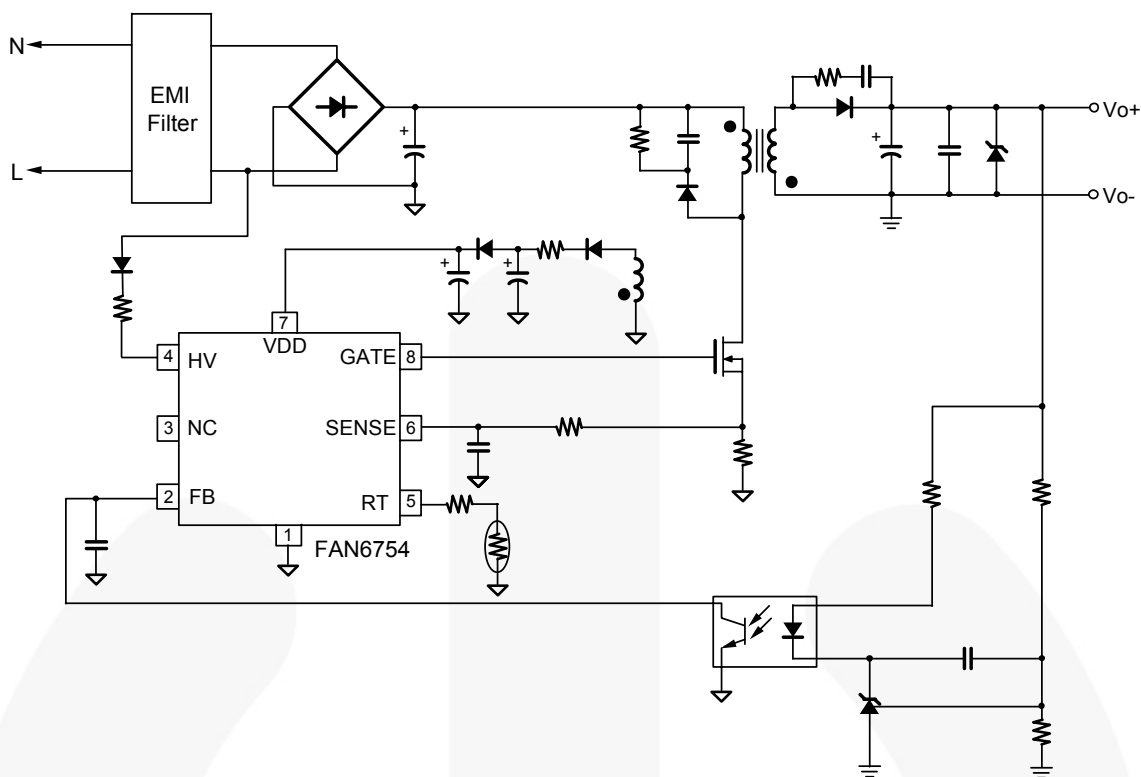 N
EMI
Filter
L
+
+
Vo+
Vo-
+
+
7
VDD
4
HV
GATE
8
3
NC
SENSE
6
2
FB
RT
5
1
FAN6754